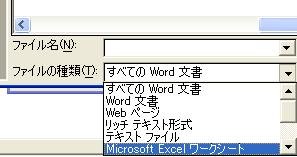 ファイル名(N):
ファイルの種類(T): すべての Word 文書
すべての Word 文書
Word 文書
Web ページ
リッチ テキスト形式
テキスト ファイル
Microsoft Excel ワークシート